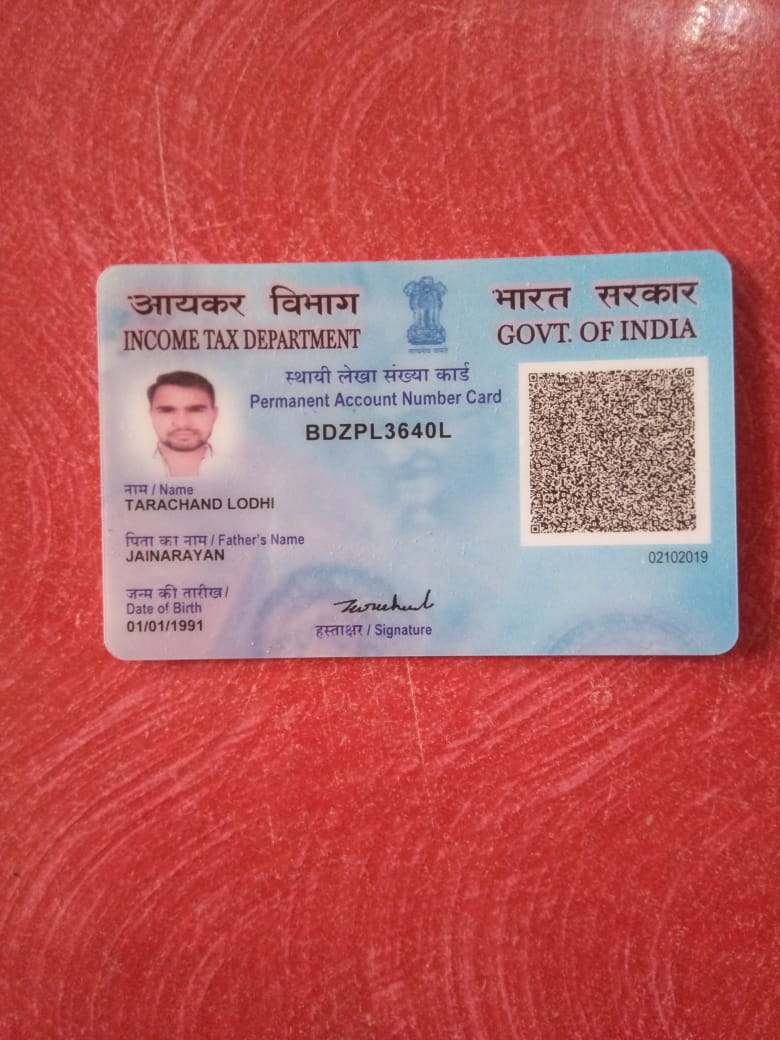 आयकर विभाग
INCOME TAX DEPARTMENT
भारत सरकार
GOVT. OF INDIA
सत्यमेव जयते
स्थायी लेखा संख्या कार्ड
Permanent Account Number Card
BDZPL3640L
नाम / Name
TARACHAND LODHI
पिता का नाम / Father's Name
JAINARAYAN
जन्म की तारीख /
Date of Birth
01/01/1991
हस्ताक्षर / Signature
02102019